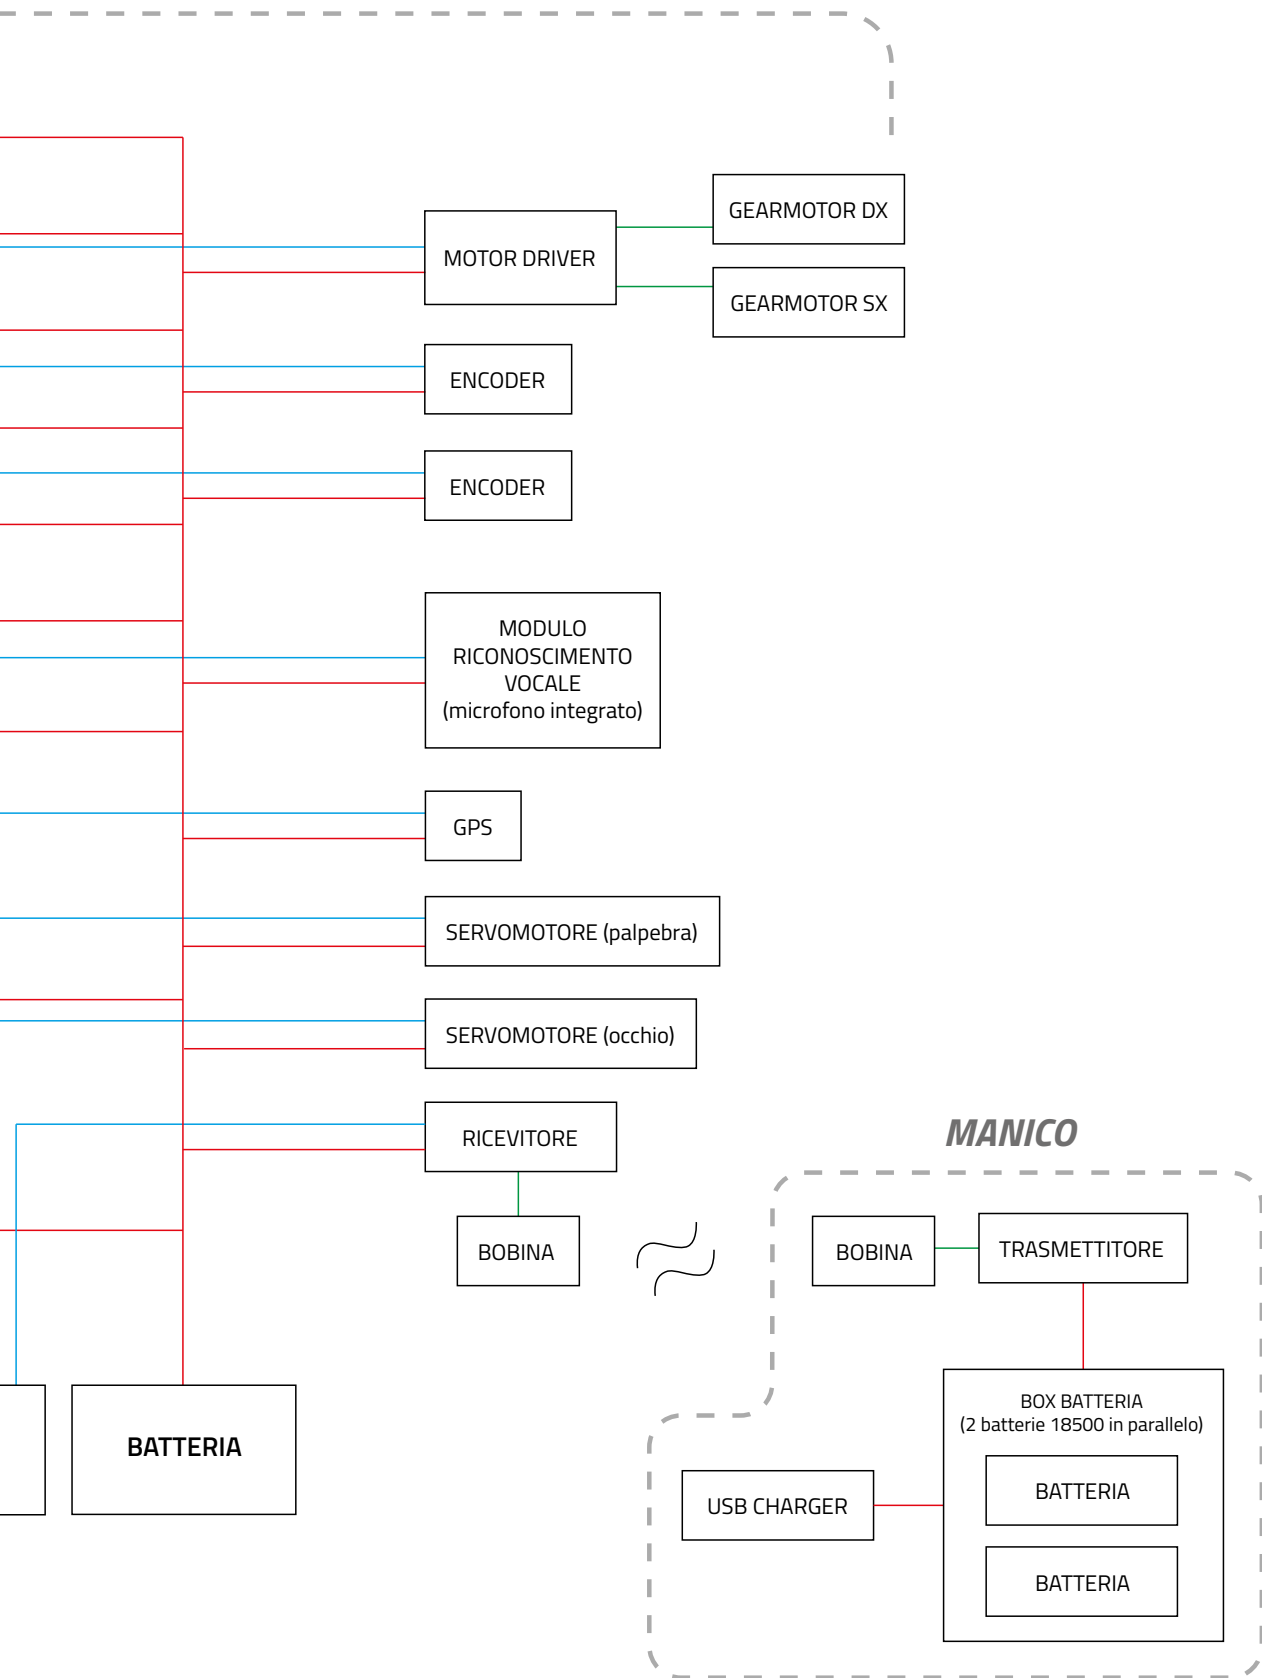 GEARMOTOR DX
MOTOR DRIVER
GEARMOTOR SX
ENCODER
ENCODER
MODULO
RICONOSCIMENTO
VOCALE
(microfono integrato)
GPS
SERVOMOTORE (palpebra)
SERVOMOTORE (occhio)
RICEVITORE
BOBINA
MANICO
BOBINA
TRASMETTITORE
BOX BATTERIA
(2 batterie 18500 in parallelo)
BATTERIA
BATTERIA
USB CHARGER
BATTERIA